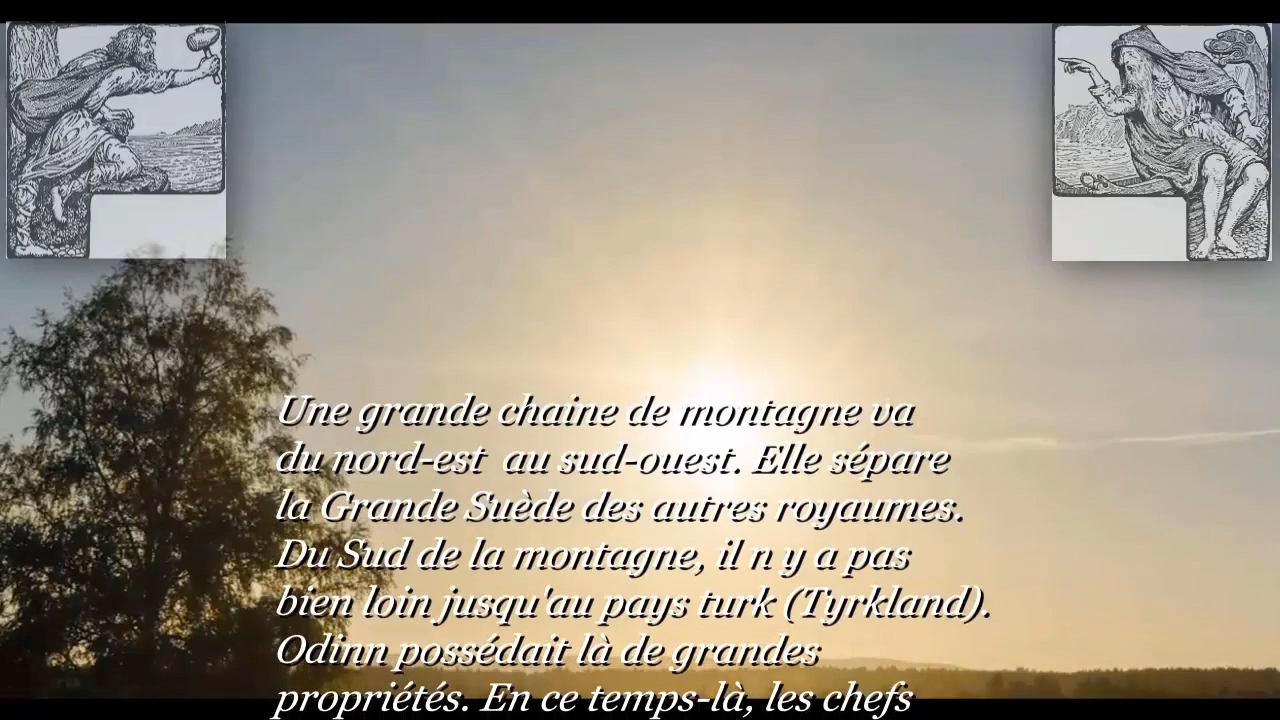 Une grande chaine de montagne va
du nord-est au sud-ouest. Elle sépare
la Grande Suède des autres royaumes.
Du Sud de la montagne, il n y a pas
bien loin jusqu'au pays turk (Tyrkland).
Odinn possédait là de grandes
propriétés. En ce temps-là, les chefs